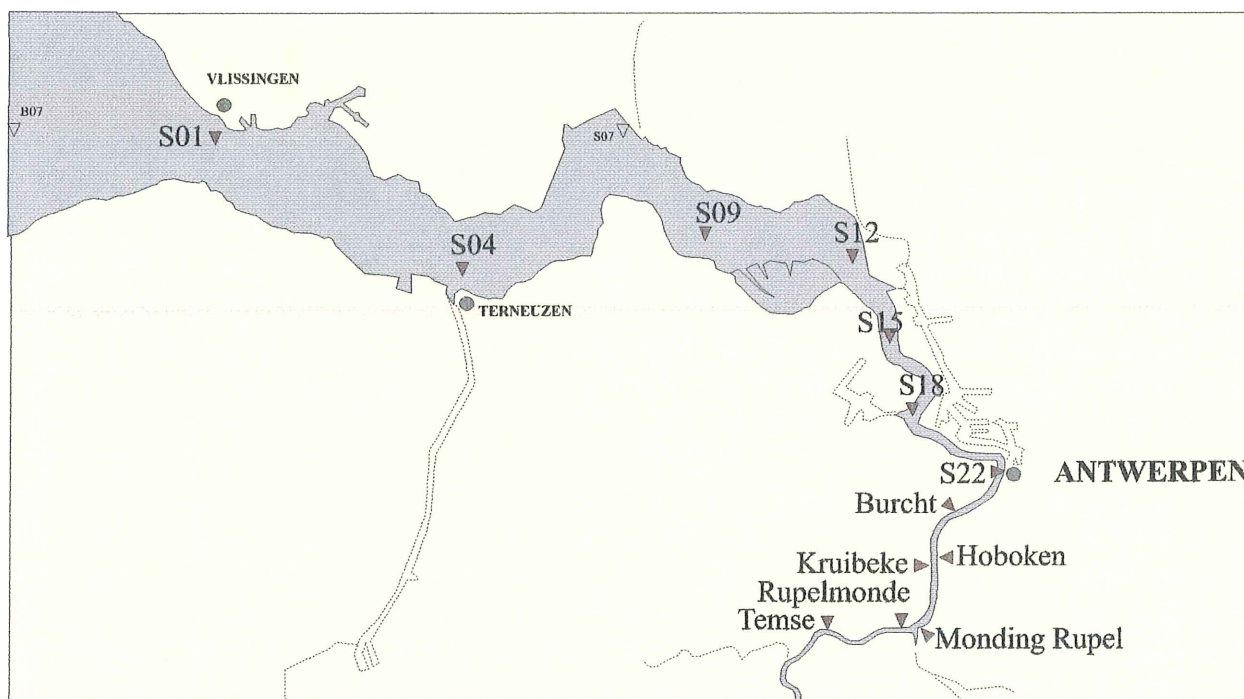 VLISSINGEN
B07
S01
S07
S09
S12
S04
TERNEUZEN
S15
S18
S22
ANTWERPEN
Burcht
Hoboken
Kruibeke
Rupelmonde
Temse
Monding Rupel